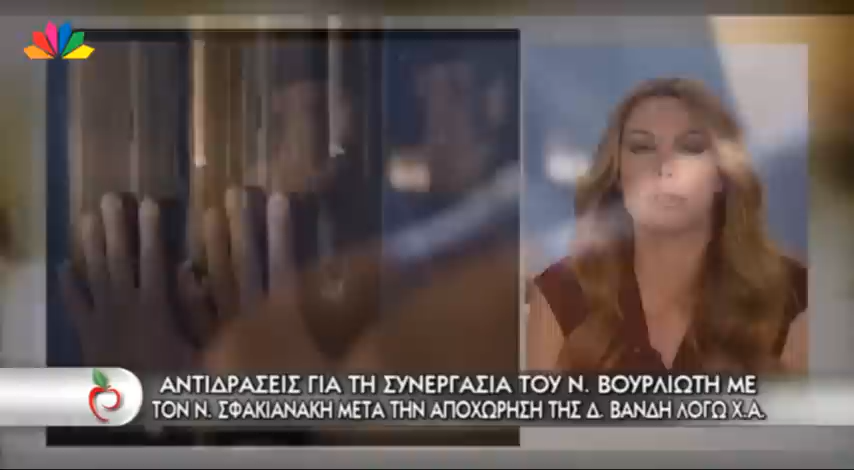 ΑΝΤΙΔΡΑΣΕΙΣ ΓΙΑ ΤΗ ΣΥΝΕΡΓΑΣΙΑ ΤΟΥ Ν. ΒΟΥΡΛΙΩΤΗ ΜΕ
ΤΟΝ Ν. ΣΦΑΚΙΑΝΑΚΗ ΜΕΤΑ ΤΗΝ ΑΠΟΧΩΡΗΣΗ ΤΗΣ Δ. ΒΑΝΔΗ ΛΟΓΩ Χ.Α.